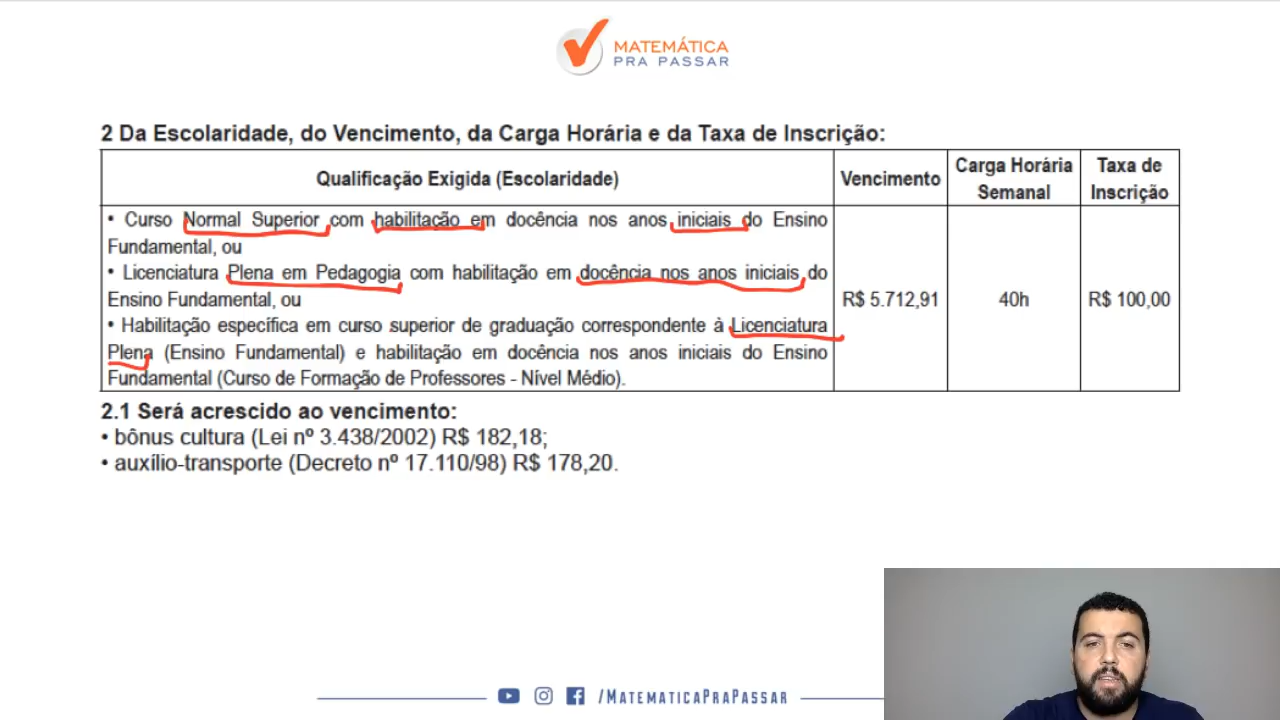 MATEMÁTICA
PRA PASSAR
2 Da Escolaridade, do Vencimento, da Carga Horária e da Taxa de Inscrição:
Qualificação Exigida (Escolaridade)
Vencimento
Carga Horária
Semanal
Taxa de
Inscrição
• Curso Normal Superior com habilitação em docência nos anos iniciais do Ensino
Fundamental, ou
• Licenciatura Plena em Pedagogia com habilitação em docência nos anos iniciais do
Ensino Fundamental, ou
• Habilitação específica em curso superior de graduação correspondente à Licenciatura
Plena (Ensino Fundamental) e habilitação em docência nos anos iniciais do Ensino
Fundamental (Curso de Formação de Professores - Nível Médio).
R$ 5.712,91
40h
R$ 100,00
2.1 Será acrescido ao vencimento:
• bônus cultura (Lei nº 3.438/2002) R$ 182,18;
• auxílio-transporte (Decreto nº 17.110/98) R$ 178,20.
/MATEMATICAPRAPASSAR